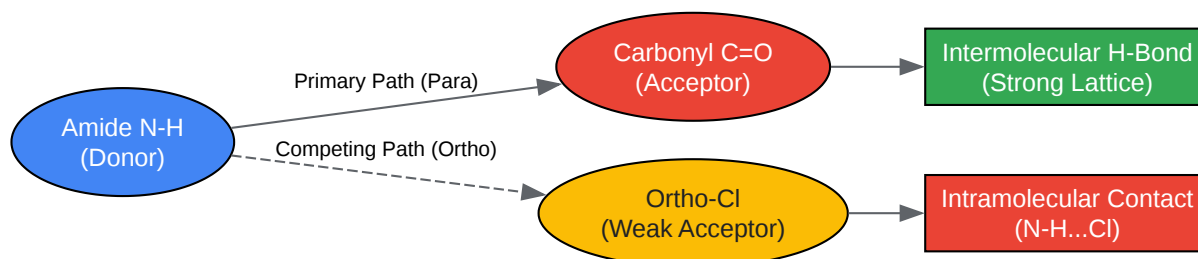 Amide N-H
(Donor)
Primary Path (Para)
Competing Path (Ortho)
Carbonyl C=O
(Acceptor)
Ortho-Cl
(Weak Acceptor)
Intermolecular H-Bond
(Strong Lattice)
Intramolecular Contact
(N-H...Cl)